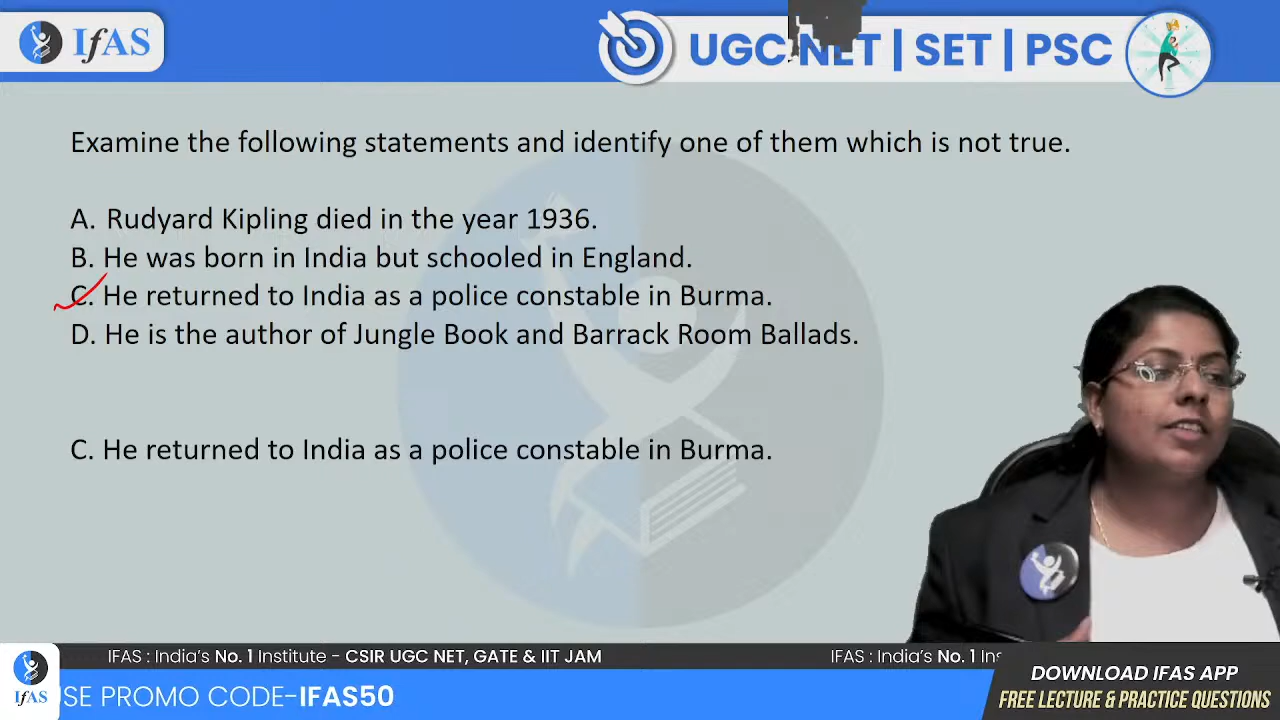 IfAS
UGC NET | SET | PSC
Examine the following statements and identify one of them which is not true.
A. Rudyard Kipling died in the year 1936.
B. He was born in India but schooled in England.
C. He returned to India as a police constable in Burma.
D. He is the author of Jungle Book and Barrack Room Ballads.
C. He returned to India as a police constable in Burma.
IFAS : India's No. 1 Institute - CSIR UGC NET, GATE & IIT JAM
IFAS : India's No. 1 Ins
DOWNLOAD IFAS APP
FREE LECTURE & PRACTICE QUESTIONS
IfAS
SE PROMO CODE-IFAS50